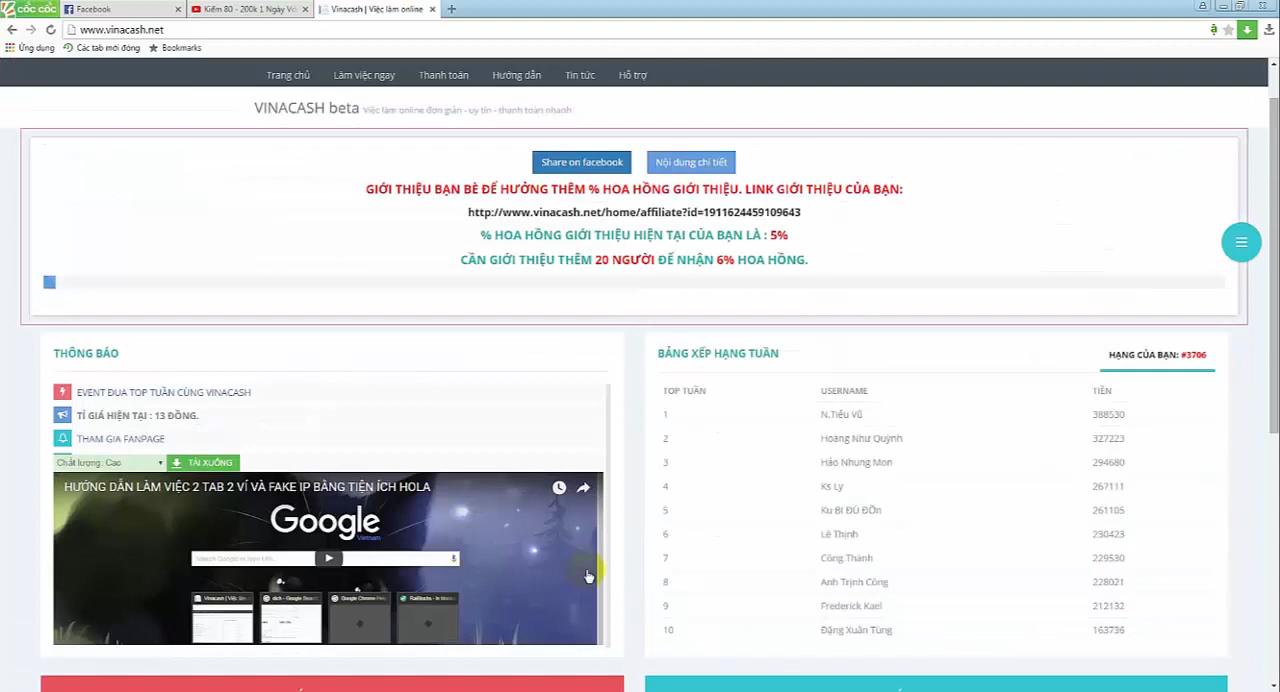 cốc cốc
Facebook
Kiếm 80 - 200k 1 Ngày Vớ
Vinacash | Việc làm online
www.vinacash.net
Ứng dụng Các tab mới đóng Bookmarks
Trang chủ Làm việc ngay Thanh toán Hướng dẫn Tin tức Hỗ trợ
VINACASH beta Việc làm online đơn giản - uy tín - thanh toán nhanh
Share on facebook Nội dung chi tiết
GIỚI THIỆU BẠN BÈ ĐỂ HƯỞNG THÊM % HOA HỒNG GIỚI THIỆU. LINK GIỚI THIỆU CỦA BẠN:
http://www.vinacash.net/home/affiliate?id=1911624459109643
% HOA HỒNG GIỚI THIỆU HIỆN TẠI CỦA BẠN LÀ : 5%
CẦN GIỚI THIỆU THÊM 20 NGƯỜI ĐỂ NHẬN 6% HOA HỒNG.
THÔNG BÁO
EVENT ĐUA TOP TUẦN CÙNG VINACASH
TỈ GIÁ HIỆN TẠI : 13 ĐỒNG.
THAM GIA FANPAGE
Chất lượng: Cao TẢI XUỐNG
HƯỚNG DẪN LÀM VIỆC 2 TAB 2 VÍ VÀ FAKE IP BẰNG TIỆN ÍCH HOLA
Google
Vietnam
Vinacash | Việc làm
BẢNG XẾP HẠNG TUẦN HẠNG CỦA BẠN: #3706
TOP TUẦN USERNAME TIỀN
1 N.Tiểu Vũ 388530
2 Hoàng Như Quỳnh 327223
3 Hảo Nhung Mon 294680
4 Ks Ly 267111
5 Ku BI ĐÙ ĐỠn 261105
6 Lê Thịnh 230423
7 Công Thành 229530
8 Anh Trịnh Công 228021
9 Frederick Kael 212132
10 Đặng Xuân Tùng 163736